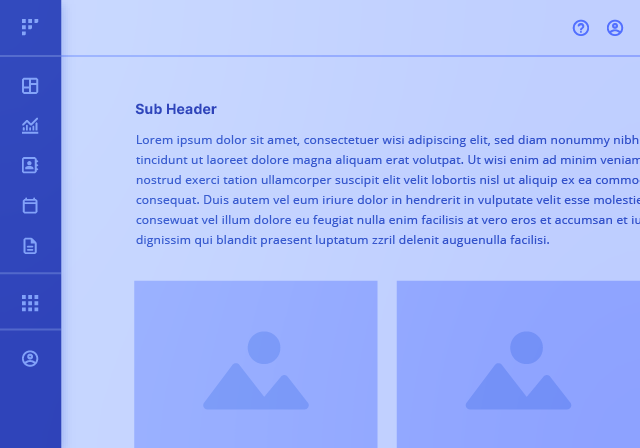 Sub Header
Lorem ipsum dolor sit amet, consectetuer wisi adipiscing elit, sed diam nonummy nibh
tincidunt ut laoreet dolore magna aliquam erat volutpat. Ut wisi enim ad minim veniam
nostrud exerci tation ullamcorper suscipit elit velit lobortis nisl ut aliquip ex ea commo
consequat. Duis autem vel eum iriure dolor in hendrerit in vulputate velit esse molestie
consewuat vel illum dolore eu feugiat nulla enim facilisis at vero eros et accumsan et iu
dignissim qui blandit praesent luptatum zzril delenit auguenulla facilisi.